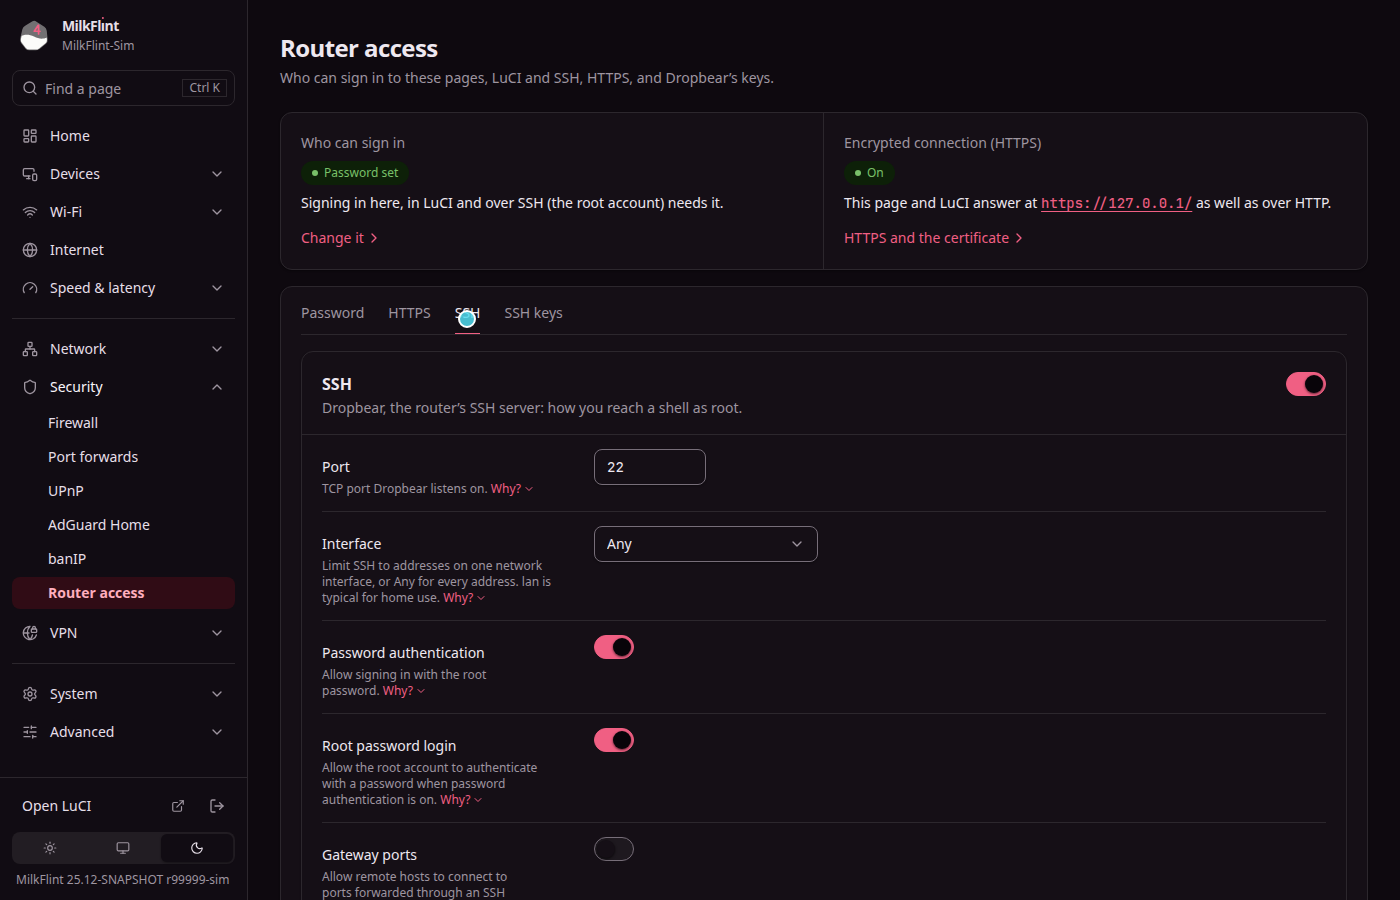 MilkFlint
MilkFlint-Sim
Find a page
Ctrl K
Home
Devices
Wi-Fi
Internet
Speed & latency
Network
Security
Firewall
Port forwards
UPnP
AdGuard Home
banIP
Router access
VPN
System
Advanced
Open LuCI
MilkFlint 25.12-SNAPSHOT r99999-sim
Router access
Who can sign in to these pages, LuCI and SSH, HTTPS, and Dropbear's keys.
Who can sign in
Password set
Signing in here, in LuCI and over SSH (the root account) needs it.
Change it
Encrypted connection (HTTPS)
On
This page and LuCI answer at https://127.0.0.1/ as well as over HTTP.
HTTPS and the certificate
Password HTTPS SSH SSH keys
SSH
Dropbear, the router's SSH server: how you reach a shell as root.
Port
22
TCP port Dropbear listens on. Why?
Interface
Any
Limit SSH to addresses on one network
interface, or Any for every address. lan is
typical for home use. Why?
Password authentication
Allow signing in with the root
password. Why?
Root password login
Allow the root account to authenticate
with a password when password
authentication is on. Why?
Gateway ports
Allow remote hosts to connect to
ports forwarded through an SSH